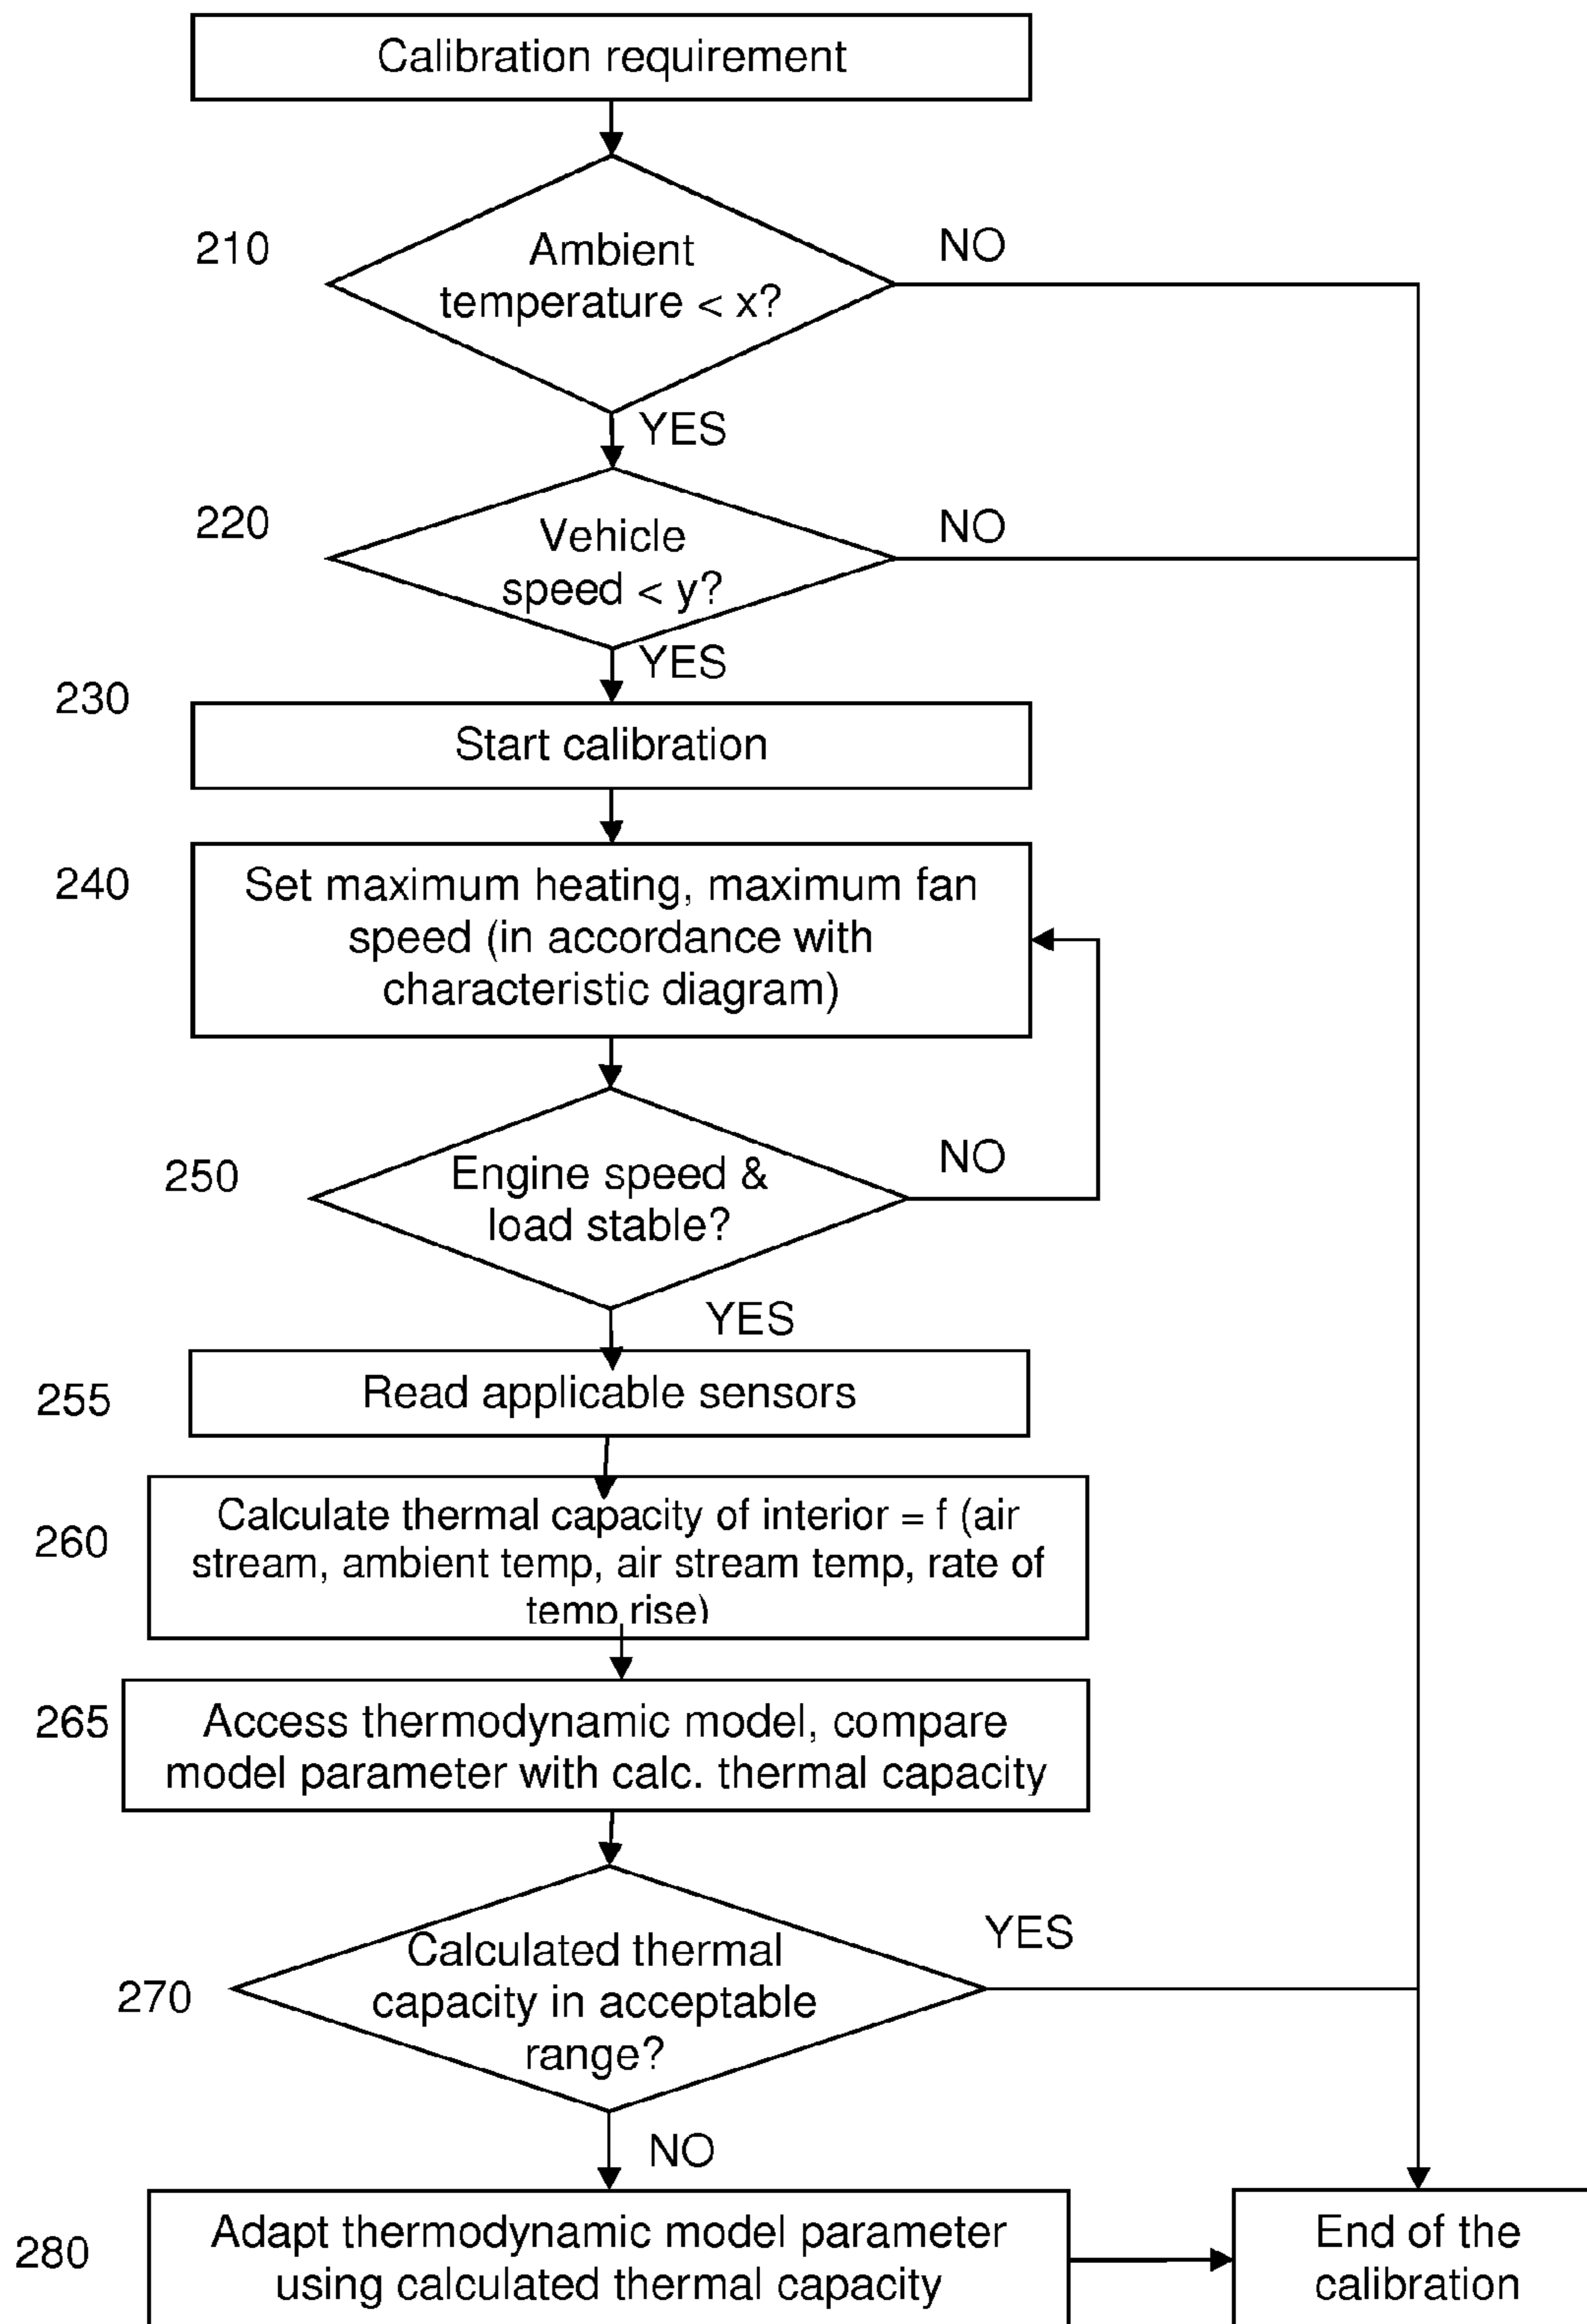 Calibration requirement
210
Ambient
temperature < x?
NO
YES
220
Vehicle
speed < y?
NO
YES
230
Start calibration
240
Set maximum heating, maximum fan
speed (in accordance with
characteristic diagram)
250
Engine speed &
load stable?
NO
YES
255
Read applicable sensors
260
Calculate thermal capacity of interior = f (air
stream, ambient temp, air stream temp, rate of
temp rise)
265
Access thermodynamic model, compare
model parameter with calc. thermal capacity
270
Calculated thermal
capacity in acceptable
range?
YES
NO
280
Adapt thermodynamic model parameter
using calculated thermal capacity
End of the
calibration